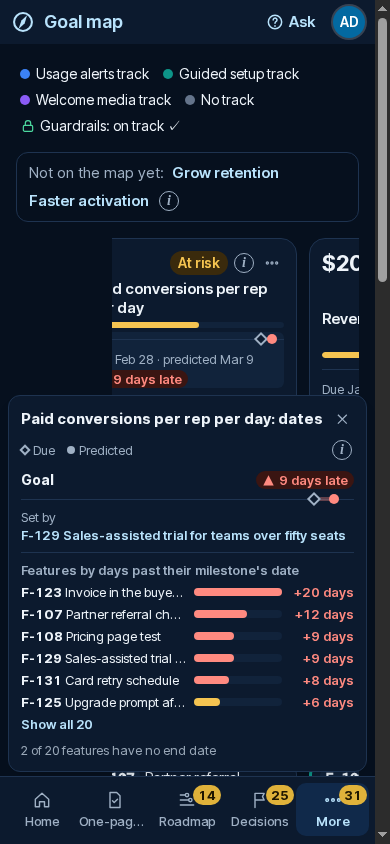 Goal map
Ask
AD
Usage alerts track
Guided setup track
Welcome media track
No track
Guardrails: on track ✓
Not on the map yet: Grow retention
Faster activation
At risk
d conversions per rep
r day
Feb 28 · predicted Mar 9
9 days late
$20
Rever
Due Ja
Paid conversions per rep per day: dates
Due
Predicted
Goal
▲ 9 days late
Set by
F-129 Sales-assisted trial for teams over fifty seats
Features by days past their milestone's date
F-123 Invoice in the buye… +20 days
F-107 Partner referral ch… +12 days
F-108 Pricing page test +9 days
F-129 Sales-assisted trial … +9 days
F-131 Card retry schedule +8 days
F-125 Upgrade prompt af… +6 days
Show all 20
2 of 20 features have no end date
Home
One-pag…
Roadmap
14
Decisions
25
More
31